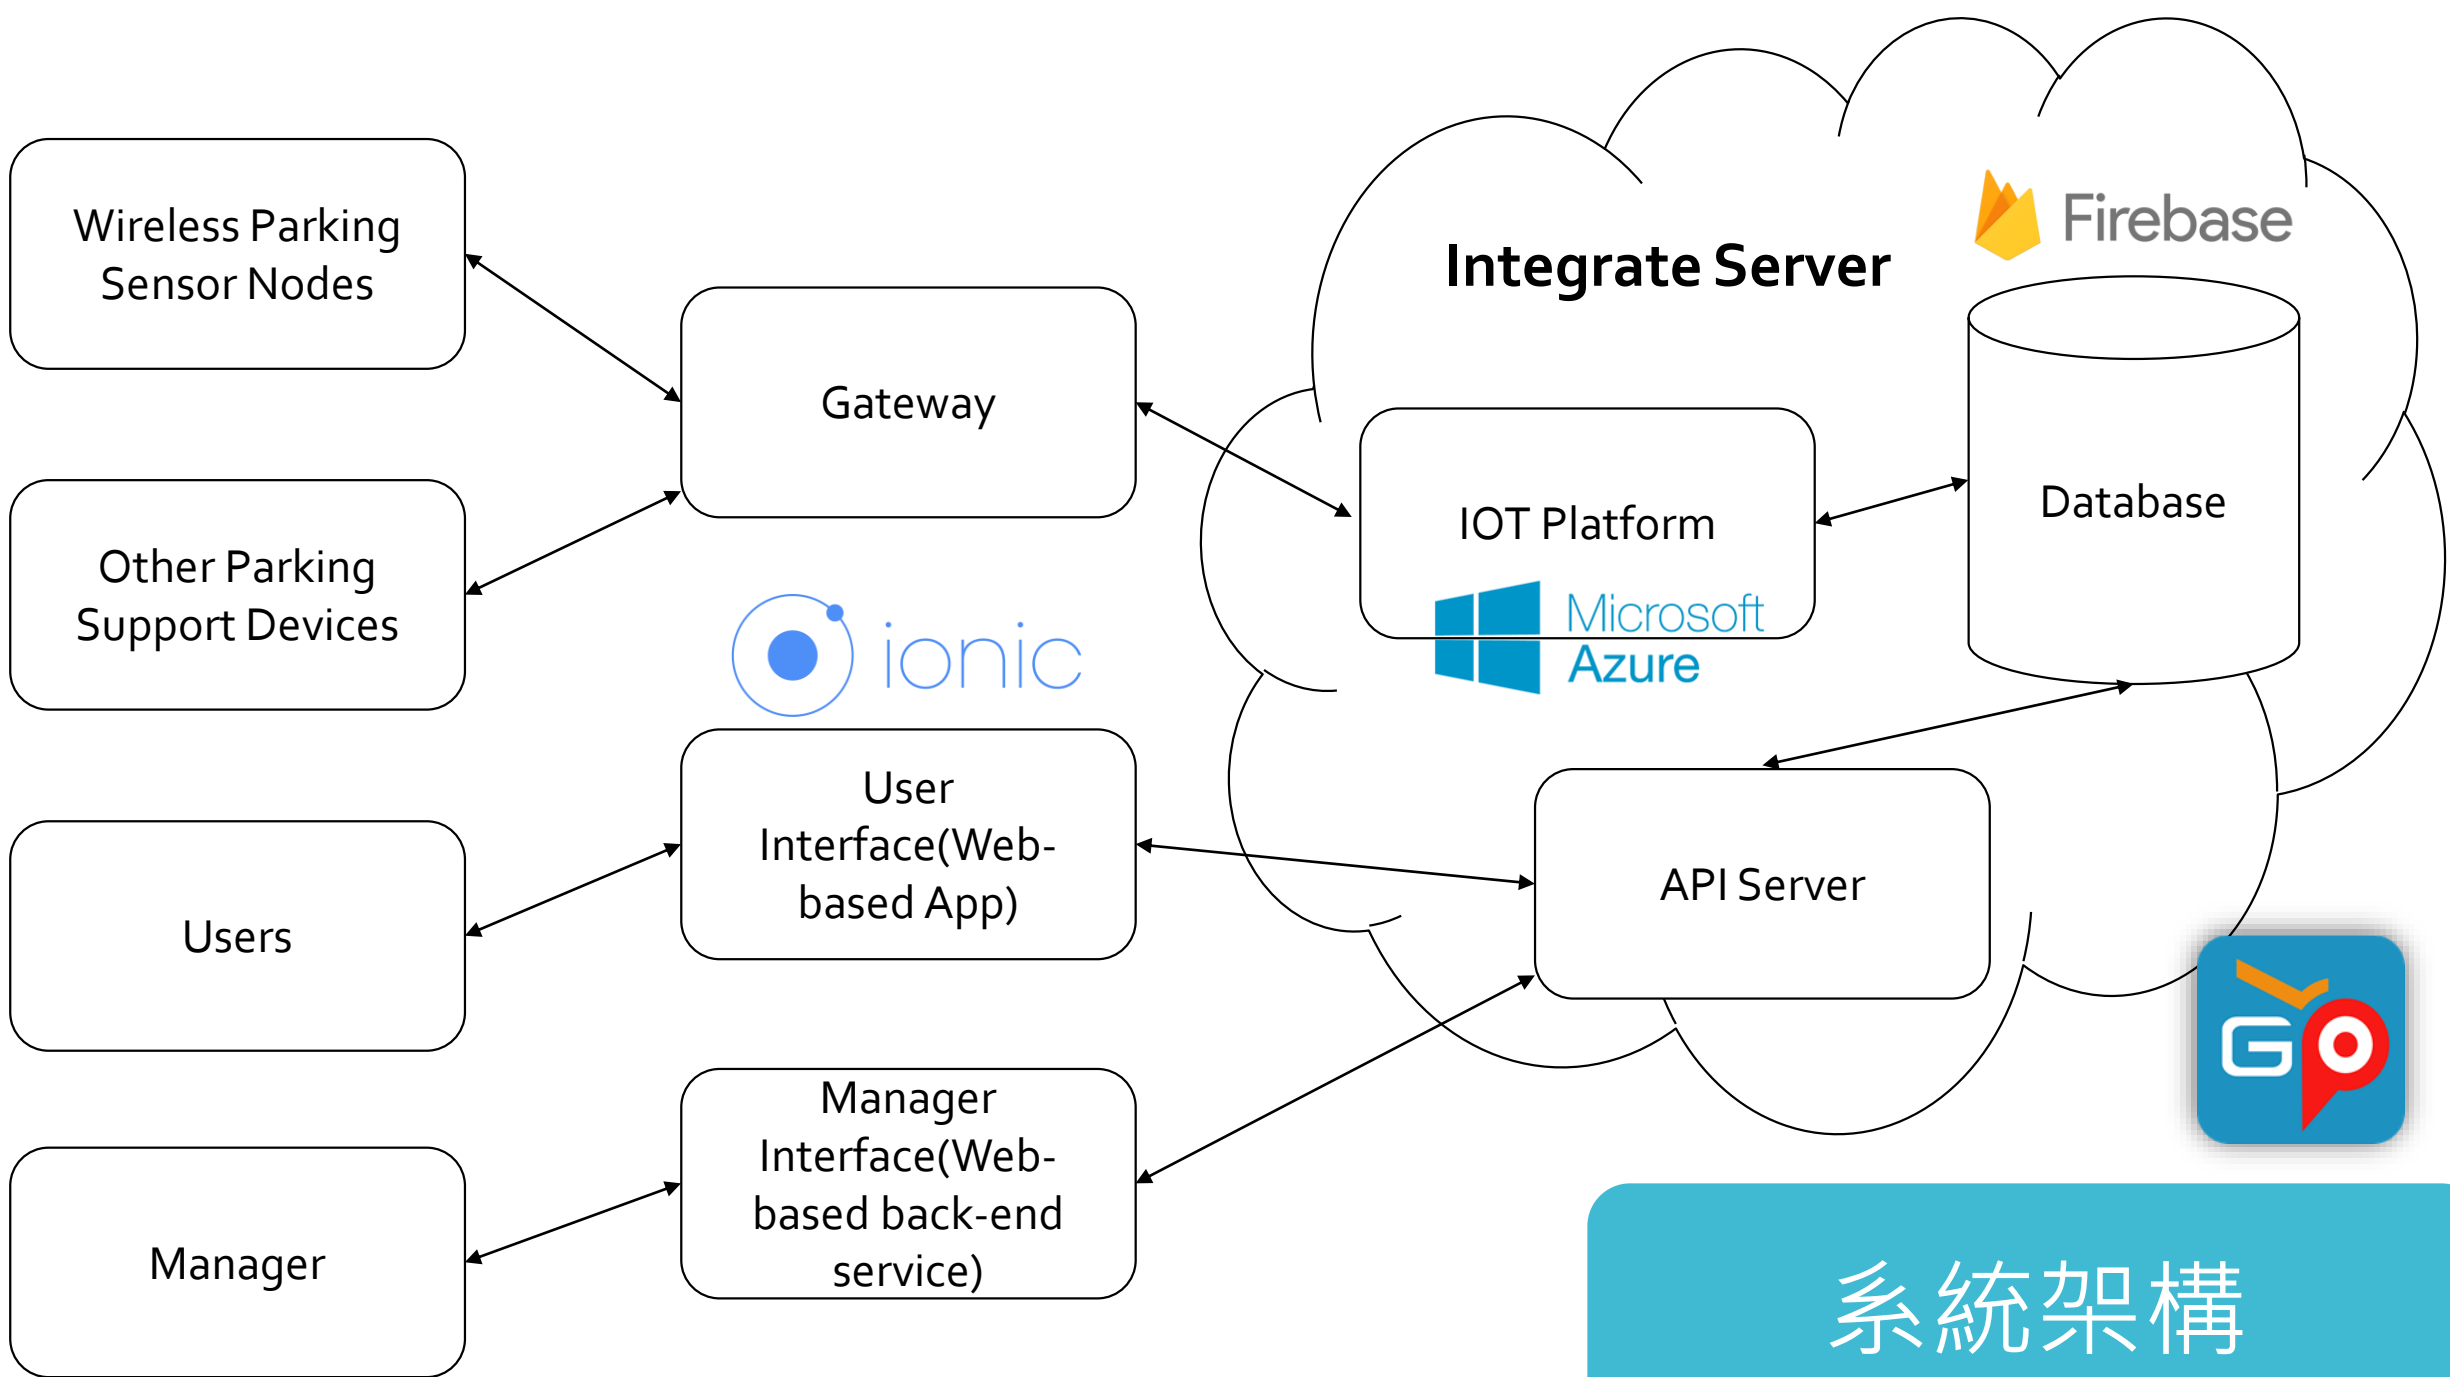 Wireless Parking
Sensor Nodes
Other Parking
Support Devices
Users
Manager
Gateway
ionic
User
Interface(Web-
based App)
Manager
Interface(Web-
based back-end
service)
Integrate Server
Firebase
IOT Platform
Microsoft
Azure
Database
API Server
GP
系統架構